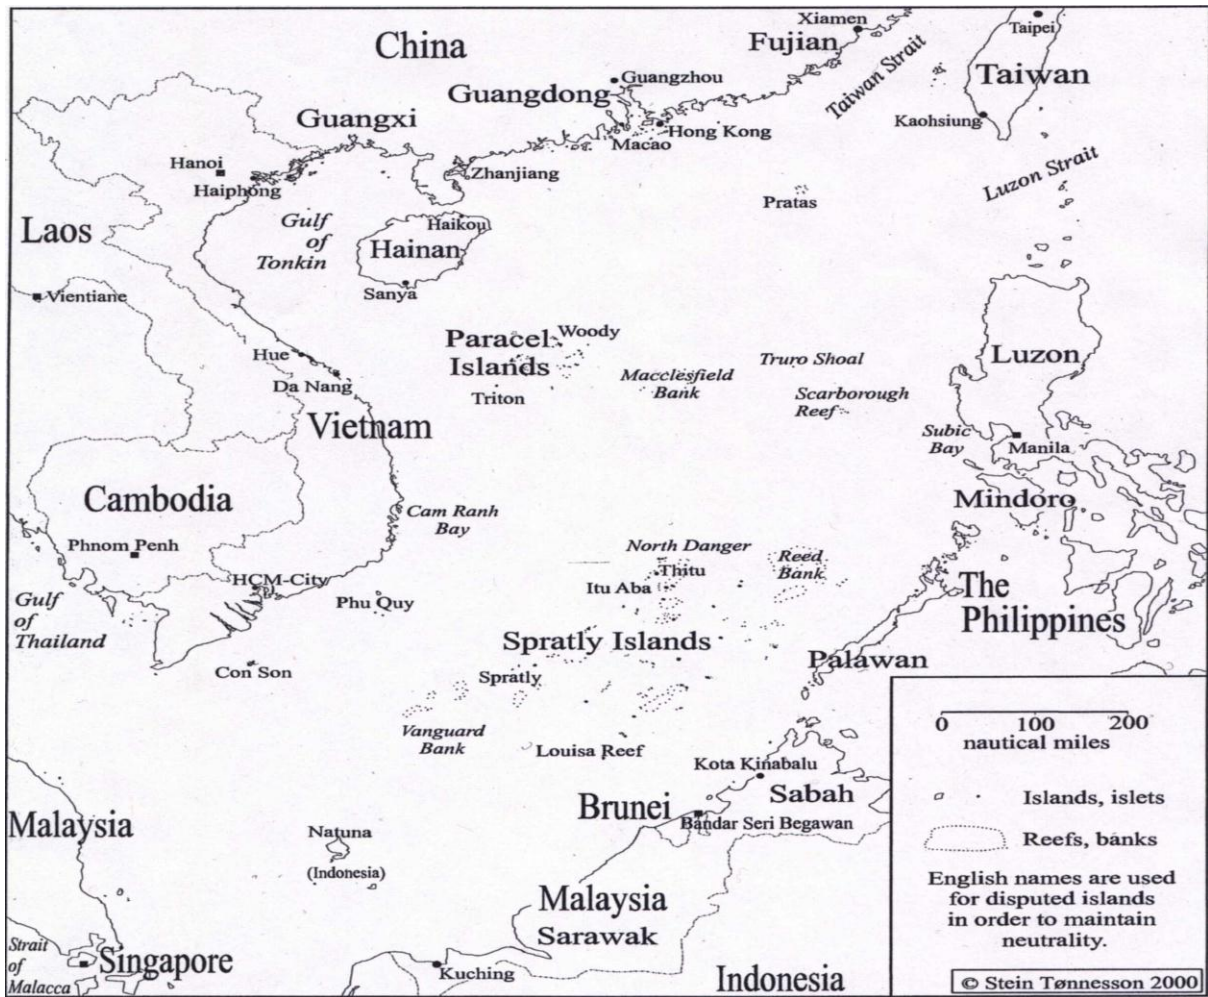 Xiamen
Taipei
China
Fujian
Taiwan Strait
Taiwan
Guangzhou
Guangdong
Guangxi
Kaohsiung
Hong Kong
Macao
Hanoi
Haiphong
Zhanjiang
Luzon Strait
Pratas
Laos
Gulf
of
Tonkin
Haikou
Hainan
Vientiane
Sanya
Paracel
Islands
Woody
Hue
Truro Shoal
Luzon
Da Nang
Triton
Macclesfield
Bank
Scarborough
Reef
Vietnam
Subic
Bay
Manila
Cambodia
Mindoro
Cam Ranh
Bay
Phnom Penh
North Danger
Reed
Bank
Thitu
Itu Aba
HCM-City
Gulf
of
Thailand
Phu Quy
The
Philippines
Spratly Islands
Palawan
Con Son
Spratly
Vanguard
Bank
Louisa Reef
Kota Kinabalu
Sabah
Brunei
Bandar Seri Begawan
Malaysia
Natuna
(Indonesia)
Malaysia
Sarawak
Strait
of
Malacca
Singapore
Kuching
Indonesia
0 100 200
nautical miles
Islands, islets
Reefs, banks
English names are used
for disputed islands
in order to maintain
neutrality.
© Stein Tønnesson 2000